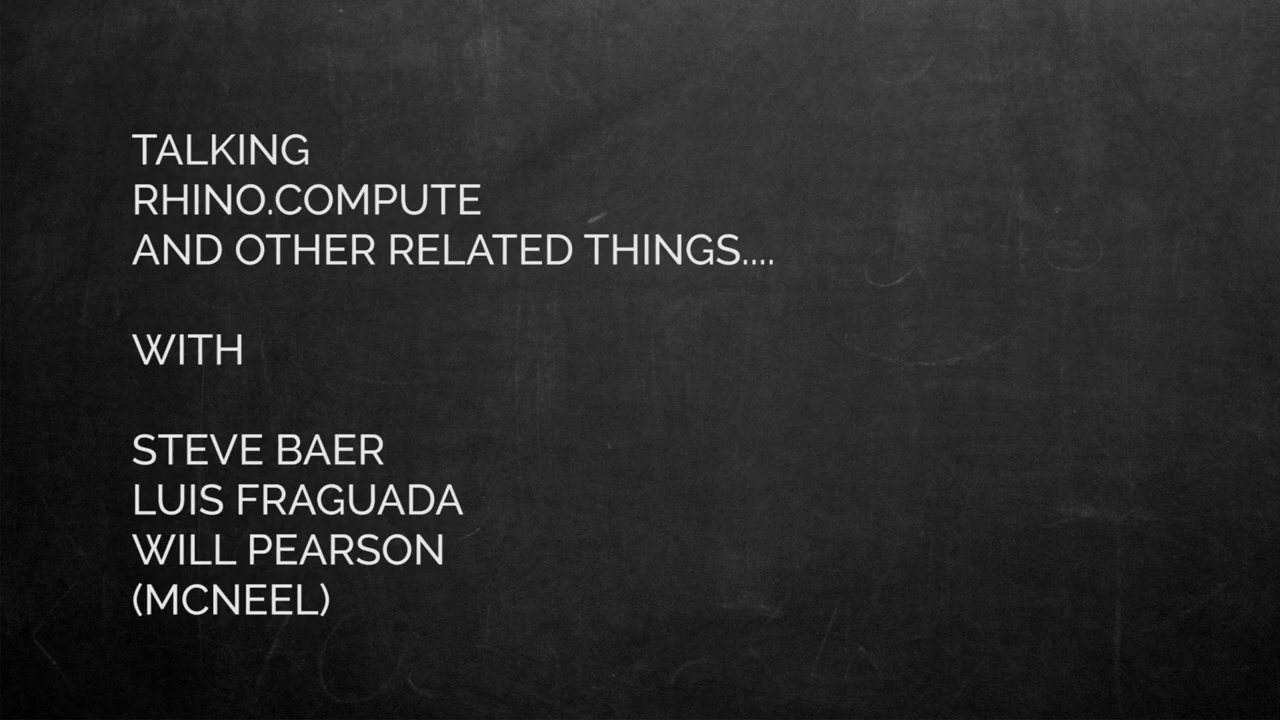 TALKING
RHINO.COMPUTE
AND OTHER RELATED THINGS....
WITH
STEVE BAER
LUIS FRAGUADA
WILL PEARSON
(MCNEEL)